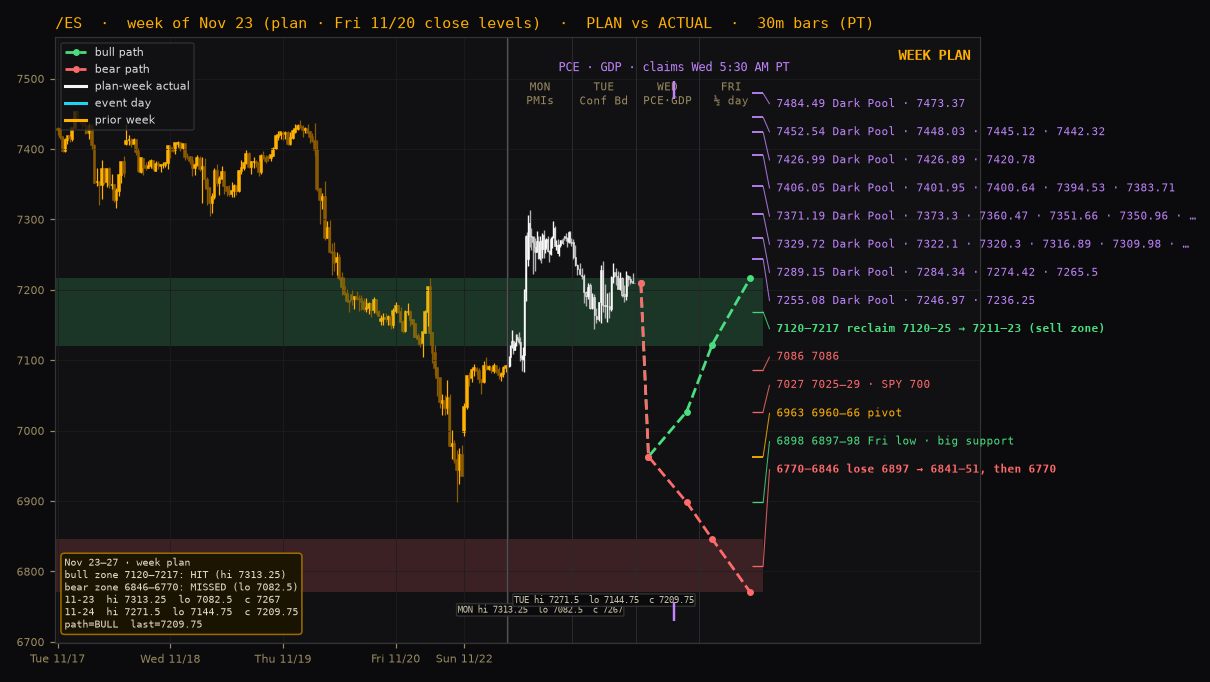 /ES · week of Nov 23 (plan · Fri 11/20 close levels) · PLAN vs ACTUAL · 30m bars (PT)
WEEK PLAN
bull path
bear path
plan-week actual
event day
prior week
PCE · GDP · claims Wed 5:30 AM PT
MON
PMIs
TUE
Conf Bd
WED
PCE·GDP
FRI
½ day
7484.49 Dark Pool · 7473.37
7452.54 Dark Pool · 7448.03 · 7445.12 · 7442.32
7426.99 Dark Pool · 7426.89 · 7420.78
7406.05 Dark Pool · 7401.95 · 7400.64 · 7394.53 · 7383.71
7371.19 Dark Pool · 7373.3 · 7360.47 · 7351.66 · 7350.96 · …
7329.72 Dark Pool · 7322.1 · 7320.3 · 7316.89 · 7309.98 · …
7289.15 Dark Pool · 7284.34 · 7274.42 · 7265.5
7255.08 Dark Pool · 7246.97 · 7236.25
7120–7217 reclaim 7120–25 → 7211–23 (sell zone)
7086 7086
7027 7025–29 · SPY 700
6963 6960–66 pivot
6898 6897–98 Fri low · big support
6770–6846 lose 6897 → 6841–51, then 6770
7500
7400
7300
7200
7100
7000
6900
6800
6700
Nov 23–27 · week plan
bull zone 7120–7217: HIT (hi 7313.25)
bear zone 6846–6770: MISSED (lo 7082.5)
11-23 hi 7313.25 lo 7082.5 c 7267
11-24 hi 7271.5 lo 7144.75 c 7209.75
path=BULL last=7209.75
TUE hi 7271.5 lo 7144.75 c 7209.75
MON hi 7313.25 lo 7082.5 c 7267
Tue 11/17
Wed 11/18
Thu 11/19
Fri 11/20
Sun 11/22